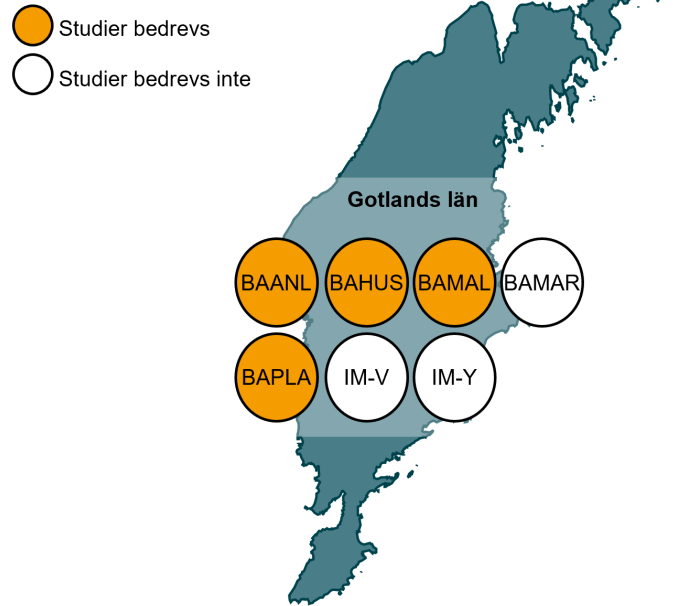 Studier bedrevs
Studier bedrevs inte
Gotlands län
BAANL BAHUS BAMAL BAMAR
BAPLA IM-V IM-Y